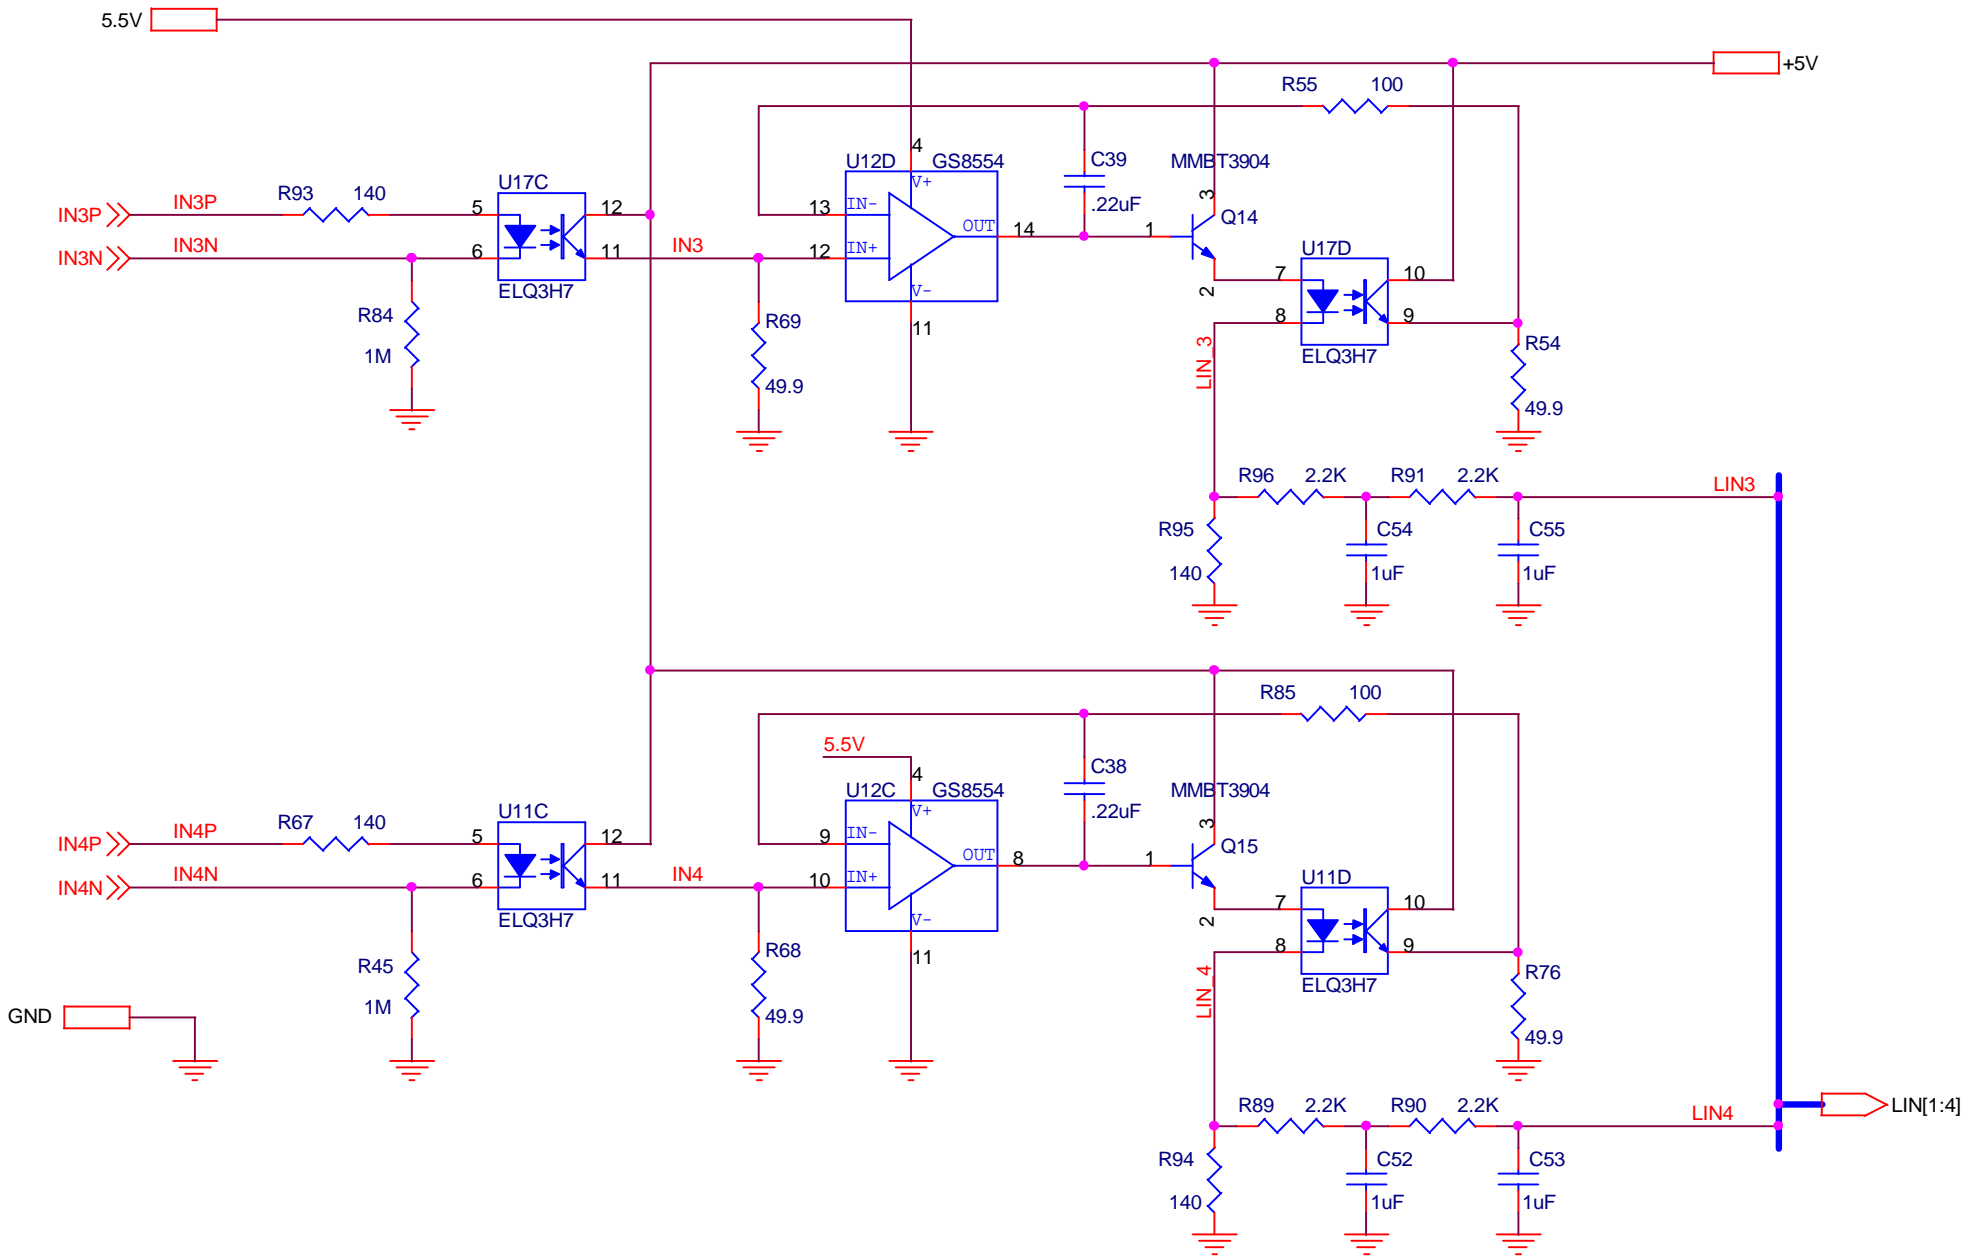 5.5V
+5V
R55 100
4
U12D GS8554
C39
MMBT3904
U17C
V+
R93 140
IN3P
IN3P
5
12
13
IN-
.22uF
3
Q14
OUT
14
1
IN3N
IN3N
6
11
IN3
12
IN+
U17D
7
10
ELQ3H7
V-
2
R84
R69
11
8
9
1M
49.9
LIN_3
ELQ3H7
R54
49.9
R96 2.2K R91 2.2K
LIN3
R95
C54
C55
140
1uF
1uF
R85 100
5.5V
4
C38
U12C GS8554
MMBT3904
U11C
V+
.22uF
R67 140
IN4P
IN4P
5
12
9
IN-
3
Q15
OUT
8
1
IN4N
IN4N
6
11
IN4
10
IN+
U11D
7
10
ELQ3H7
V-
2
R45
R68
11
8
9
1M
49.9
LIN_4
ELQ3H7
R76
49.9
GND
R89 2.2K R90 2.2K
LIN4
LIN[1:4]
R94
C52
C53
140
1uF
1uF